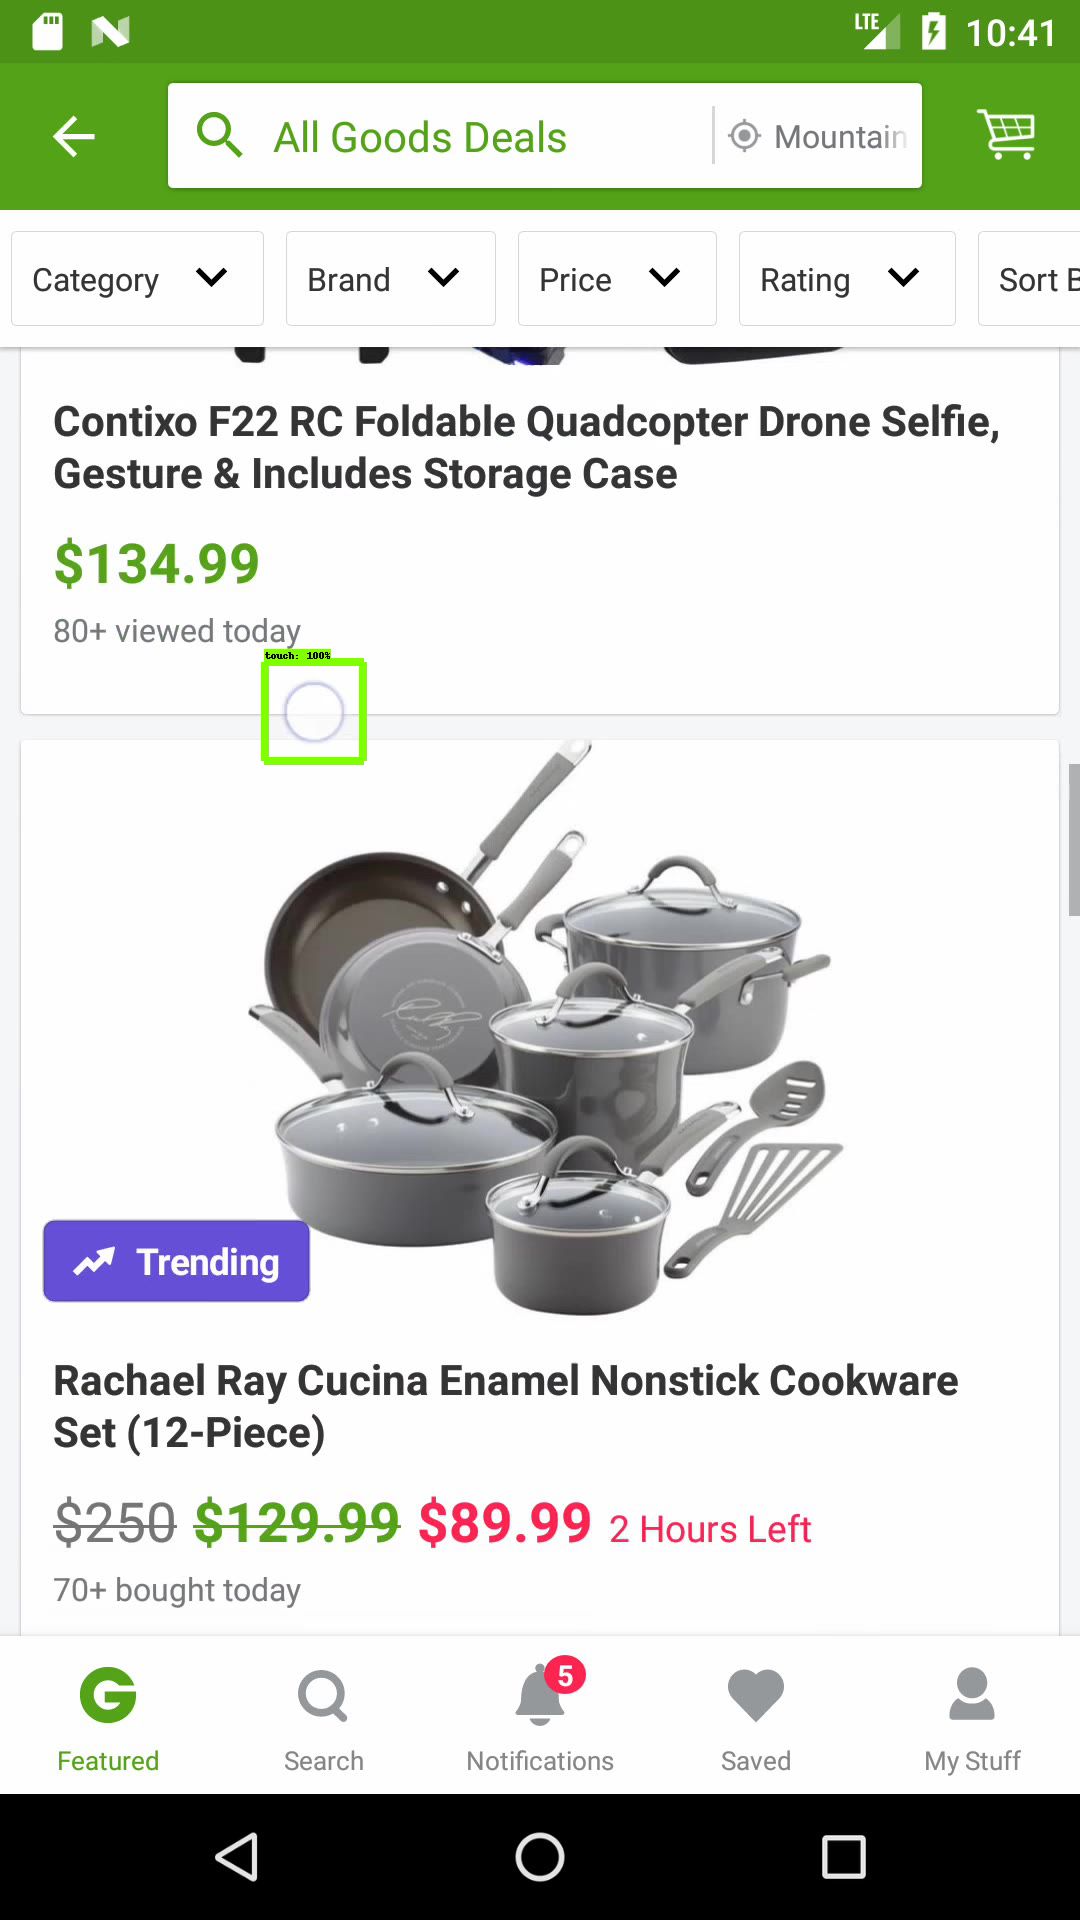 LTE 10:41
All Goods Deals Mountain
Category Brand Price Rating Sort B
Contixo F22 RC Foldable Quadcopter Drone Selfie,
Gesture & Includes Storage Case
$134.99
80+ viewed today
touch: 100%
Trending
Rachael Ray Cucina Enamel Nonstick Cookware
Set (12-Piece)
$250 $129.99 $89.99 2 Hours Left
70+ bought today
5
Featured Search Notifications Saved My Stuff